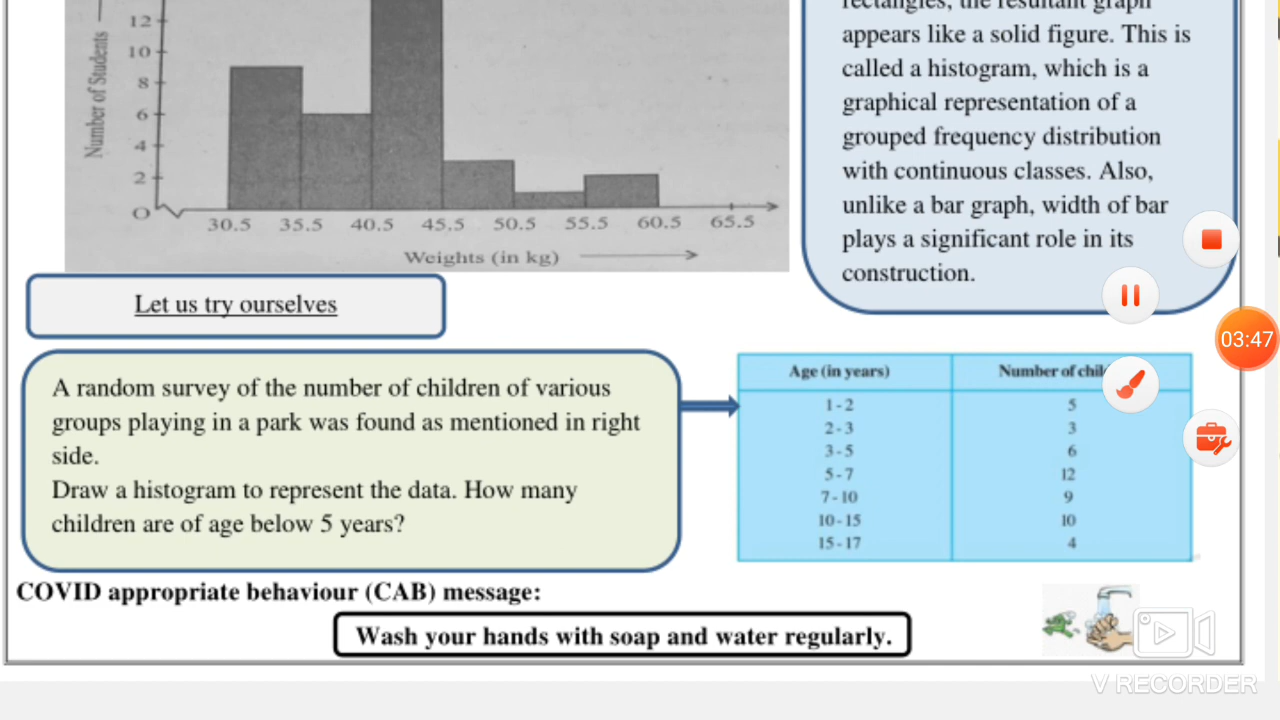 12
10
8
6
4
2
O
Number of Students
30.5 35.5 40.5 45.5 50.5 55.5 60.5 65.5
Weights (in kg)
rectangles, the resultant graph
appears like a solid figure. This is
called a histogram, which is a
graphical representation of a
grouped frequency distribution
with continuous classes. Also,
unlike a bar graph, width of bar
plays a significant role in its
construction.
Let us try ourselves
A random survey of the number of children of various
groups playing in a park was found as mentioned in right
side.
Draw a histogram to represent the data. How many
children are of age below 5 years?
Age (in years) Number of
1 - 2 5
2 - 3 3
3 - 5 6
5 - 7 12
7 - 10 9
10 - 15 10
15 - 17 4
03:47
COVID appropriate behaviour (CAB) message:
Wash your hands with soap and water regularly.
V RECORDER